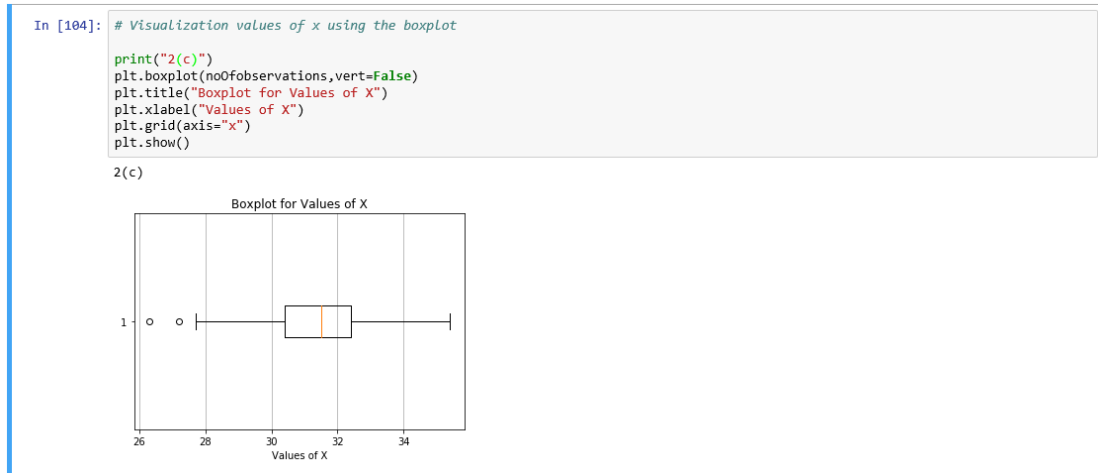 In [104]: # Visualization values of x using the boxplot
print("2(c)")
plt.boxplot(noOfobservations,vert=False)
plt.title("Boxplot for Values of X")
plt.xlabel("Values of X")
plt.grid(axis="x")
plt.show()
2(c)
Boxplot for Values of X
1
26 28 30 32 34
Values of X